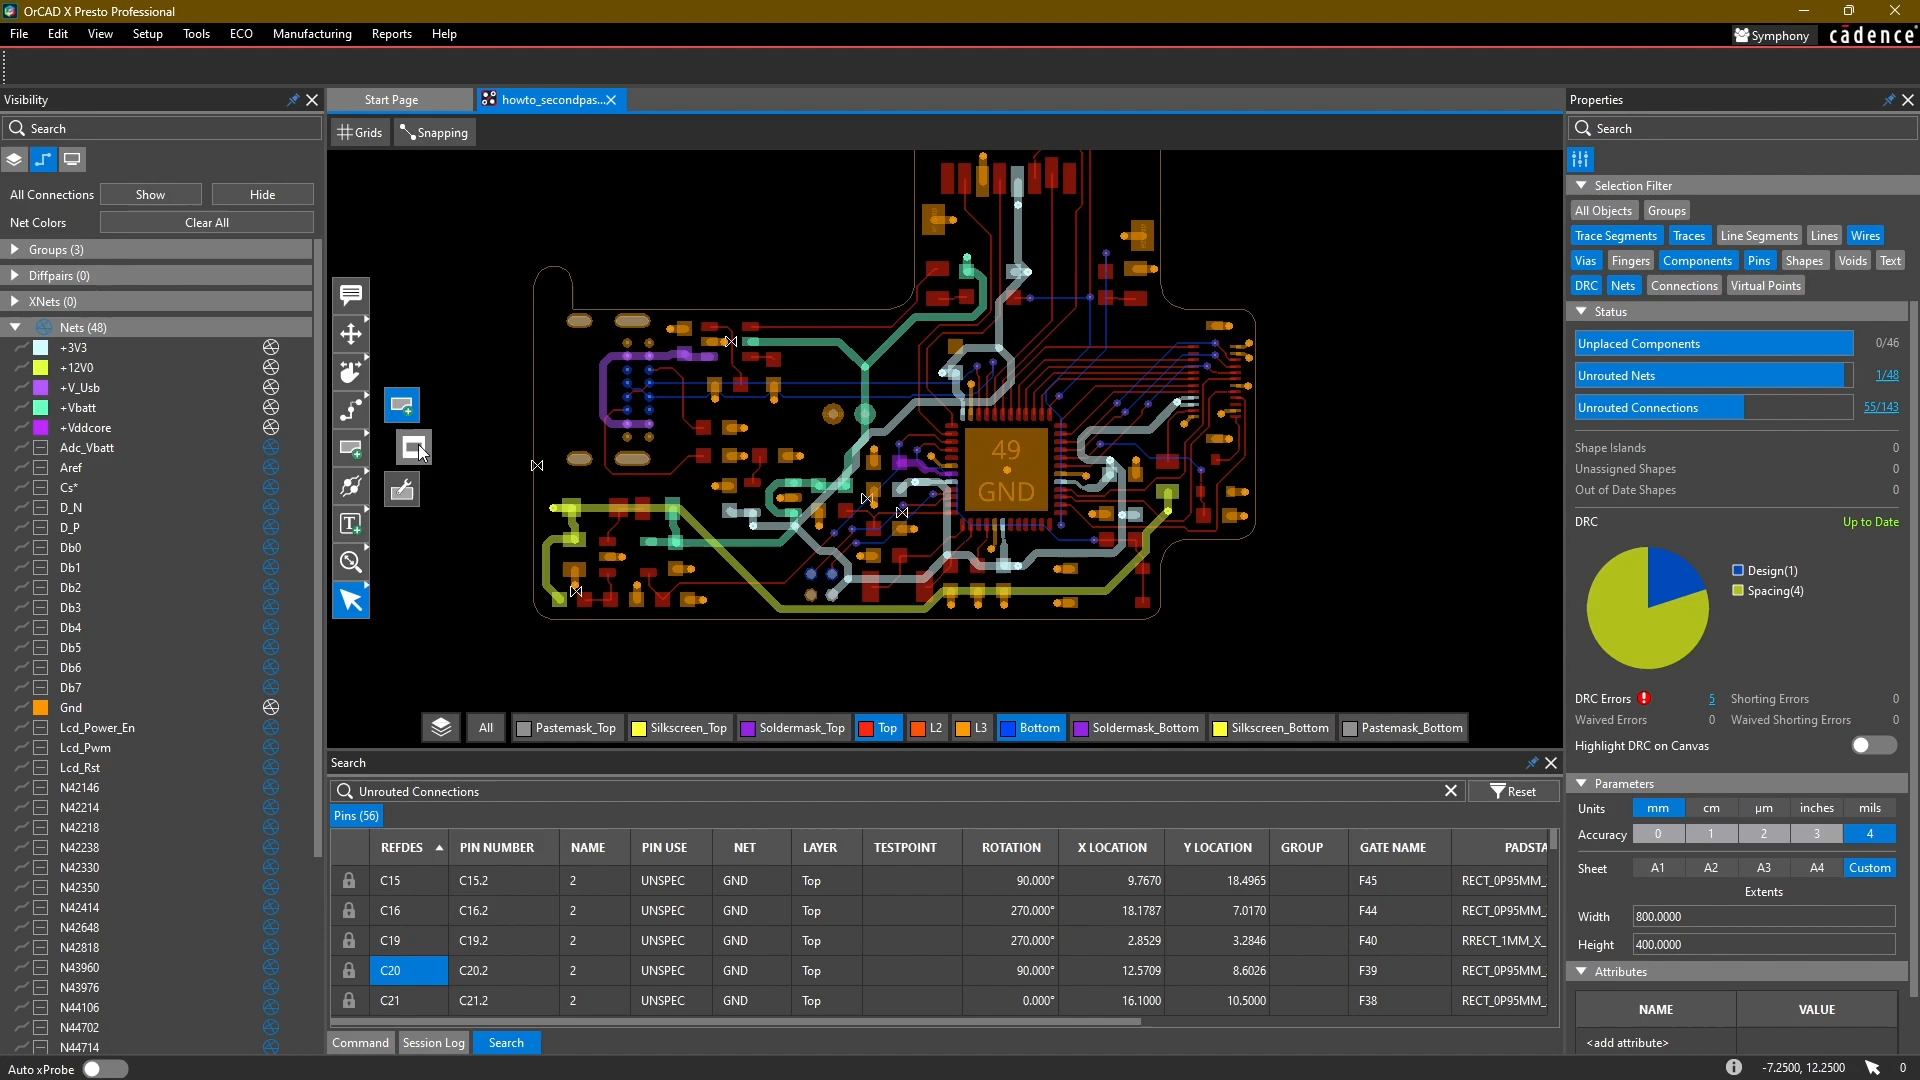 OrCAD X Presto Professional
File Edit View Setup Tools ECO Manufacturing Reports Help
Symphony cādence
Visibility
Search
All Connections Show Hide
Net Colors Clear All
Groups (3)
Diffpairs (0)
XNets (0)
Nets (48)
+3V3
+12V0
+V_Usb
+Vbatt
+Vddcore
Adc_Vbatt
Aref
Cs*
D_N
D_P
Db0
Db1
Db2
Db3
Db4
Db5
Db6
Db7
Gnd
Lcd_Power_En
Lcd_Pwm
Lcd_Rst
N42146
N42214
N42218
N42238
N42330
N42350
N42414
N42648
N42818
N43960
N43976
N44106
N44702
N44714
Auto xProbe
Start Page howto_secondpas...
Grids Snapping
49
GND
All Pastemask_Top Silkscreen_Top Soldermask_Top Top L2 L3 Bottom Soldermask_Bottom Silkscreen_Bottom Pastemask_Bottom
Search
Unrouted Connections Reset
Pins (56)
REFDES PIN NUMBER NAME PIN USE NET LAYER TESTPOINT ROTATION X LOCATION Y LOCATION GROUP GATE NAME PADSTA
C15 C15.2 2 UNSPEC GND Top 90.000° 9.7670 18.4965 F45 RECT_0P95MM_
C16 C16.2 2 UNSPEC GND Top 270.000° 18.1787 7.0170 F44 RECT_0P95MM_
C19 C19.2 2 UNSPEC GND Top 270.000° 2.8529 3.2846 F40 RRECT_1MM_X_
C20 C20.2 2 UNSPEC GND Top 90.000° 12.5709 8.6026 F39 RECT_0P95MM_
C21 C21.2 2 UNSPEC GND Top 0.000° 16.1000 10.5000 F38 RECT_0P95MM_
Command Session Log Search
Properties
Search
Selection Filter
All Objects Groups
Trace Segments Traces Line Segments Lines Wires
Vias Fingers Components Pins Shapes Voids Text
DRC Nets Connections Virtual Points
Status
Unplaced Components 0/46
Unrouted Nets 1/48
Unrouted Connections 55/143
Shape Islands 0
Unassigned Shapes 0
Out of Date Shapes 0
DRC Up to Date
Design(1)
Spacing(4)
DRC Errors 5 Shorting Errors 0
Waived Errors 0 Waived Shorting Errors 0
Highlight DRC on Canvas
Parameters
Units mm cm µm inches mils
Accuracy 0 1 2 3 4
Sheet A1 A2 A3 A4 Custom
Extents
Width 800.0000
Height 400.0000
Attributes
NAME VALUE
<add attribute>
-7.2500, 12.2500 0